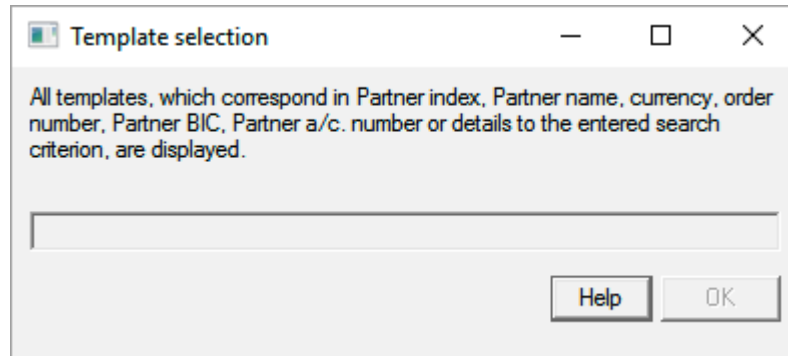 Template selection
All templates, which correspond in Partner index, Partner name, currency, order
number, Partner BIC, Partner a/c. number or details to the entered search
criterion, are displayed.
Help
OK